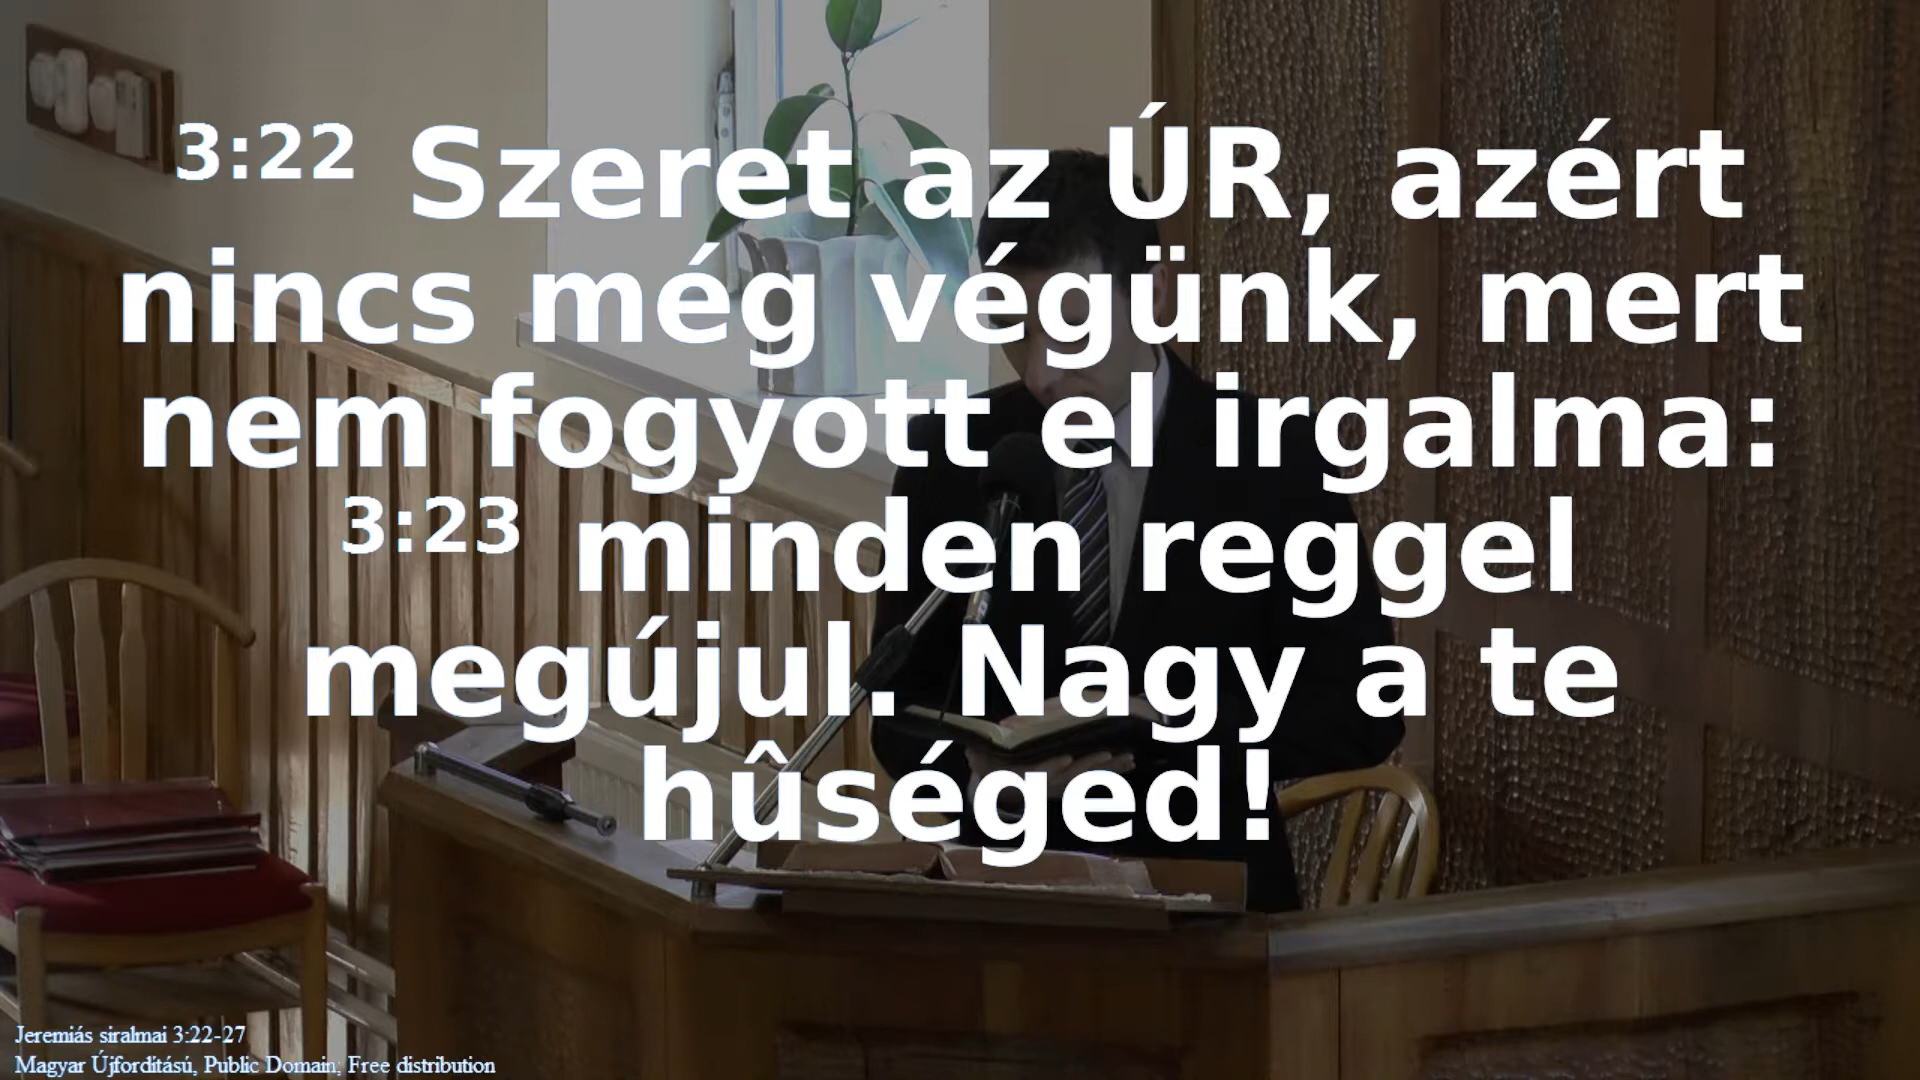 3:22 Szeret az ÚR, azért
nincs még végünk, mert
nem fogyott el irgalma:
3:23 minden reggel
megújul. Nagy a te
hûséged!
Jeremiás siralmai 3:22-27
Magyar Újfordítású, Public Domain; Free distribution